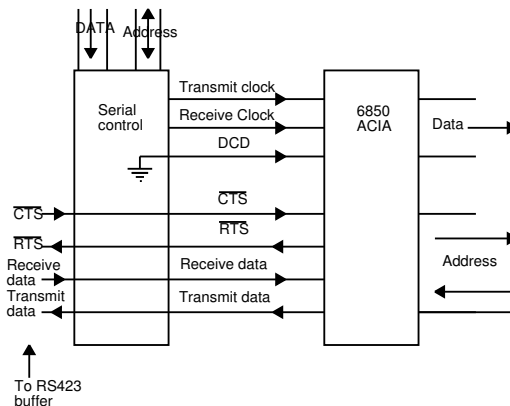 DATA
Address
Transmit clock
Serial
control
Receive Clock
6850
ACIA
Data
DCD
CTS
CTS
RTS
RTS
Receive
data
Receive data
Address
Transmit
data
Transmit data
To RS423
buffer